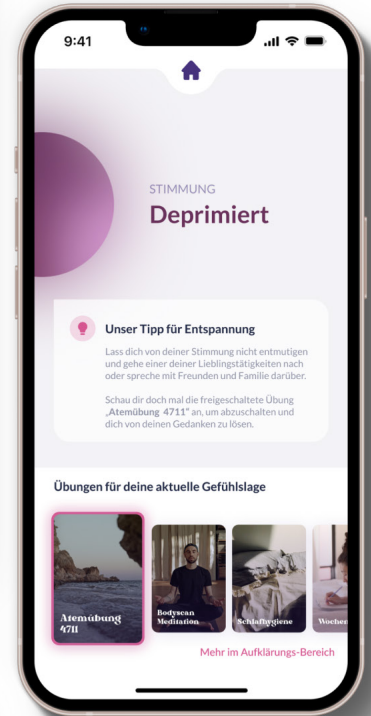 9:41
STIMMUNG
Deprimiert
Unser Tipp für Entspannung
Lass dich von deiner Stimmung nicht entmutigen
und gehe einer deiner Lieblingstätigkeiten nach
oder spreche mit Freunden und Familie darüber.
Schau dir doch mal die freigeschaltete Übung
„Atemübung 4711" an, um abzuschalten und
dich von deinen Gedanken zu lösen.
Übungen für deine aktuelle Gefühlslage
Atemübung
4711
Bodyscan
Meditation
Schlafhygiene
Wochen
Mehr im Aufklärungs-Bereich